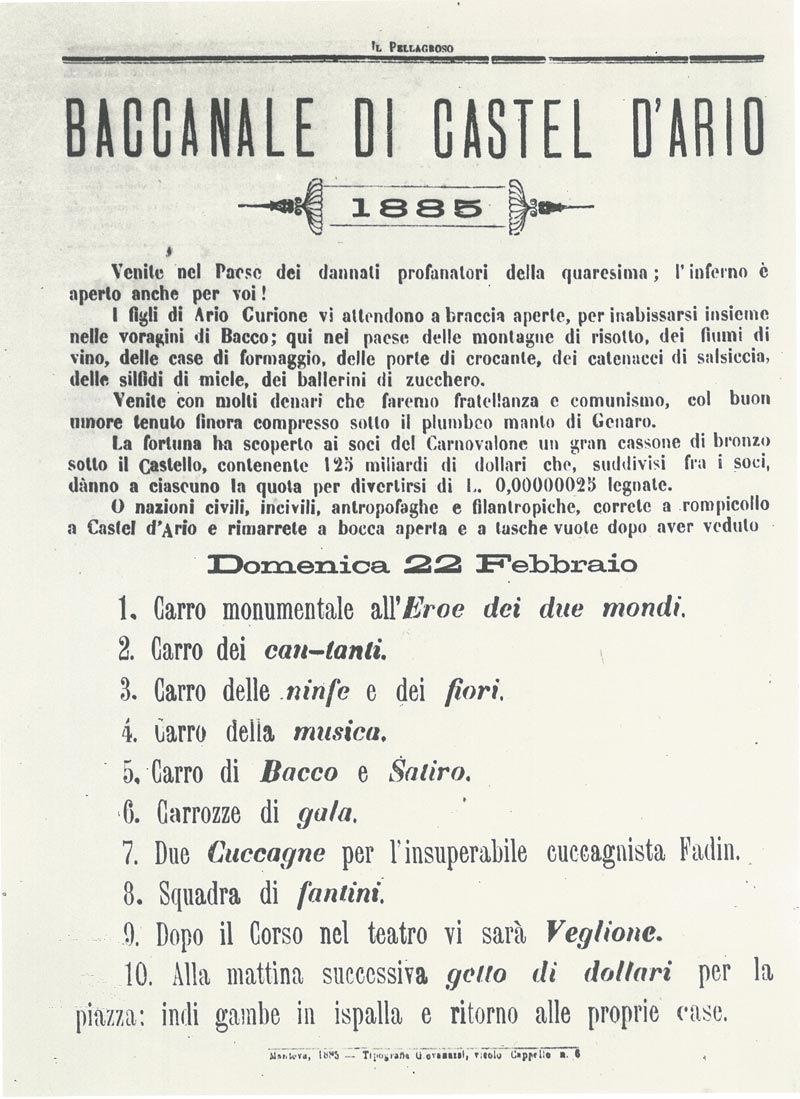 IL PELLAGROSO
BACCANALE DI CASTEL D'ARIO
1885
Venite nel Paese dei dannati profanatori della quaresima; l'inferno è
aperto anche per voi!
I figli di Ario Curione vi attendono a braccia aperte, per inabissarsi insieme
nelle voragini di Bacco; qui nel paese delle montagne di risotto, dei fiumi di
vino, delle case di formaggio, delle porte di crocante, dei catenacci di salsiccia,
delle silfidi di miele, dei ballerini di zucchero.
Venite con molti denari che faremo fratellanza e comunismo, col buon
umore tenuto finora compresso sotto il plumbeo manto di Genaro.
La fortuna ha scoperto ai soci del Carnovalone un gran cassone di bronzo
sotto il Castello, contenente 125 miliardi di dollari che, suddivisi fra i soci,
dànno a ciascuno la quota per divertirsi di L. 0,00000025 legnate.
O nazioni civili, incivili, antropofaghe e filantropiche, correte a rompicollo
a Castel d'Ario e rimarrete a bocca aperta e a tasche vuote dopo aver veduto
Domenica 22 Febbraio
1. Carro monumentale all'Eroe dei due mondi.
2. Carro dei can-tanti.
3. Carro delle ninfe e dei fiori.
4. Carro della musica.
5. Carro di Bacco e Satiro.
6. Carrozze di gala.
7. Due Cuccagne per l'insuperabile cuccagnista Fadin.
8. Squadra di fantini.
9. Dopo il Corso nel teatro vi sarà Veglione.
10. Alla mattina successiva getto di dollari per la
piazza: indi gambe in ispalla e ritorno alle proprie case.
Mantova, 1885 — Tipografia Giovannini, vicolo Cappello n. 6